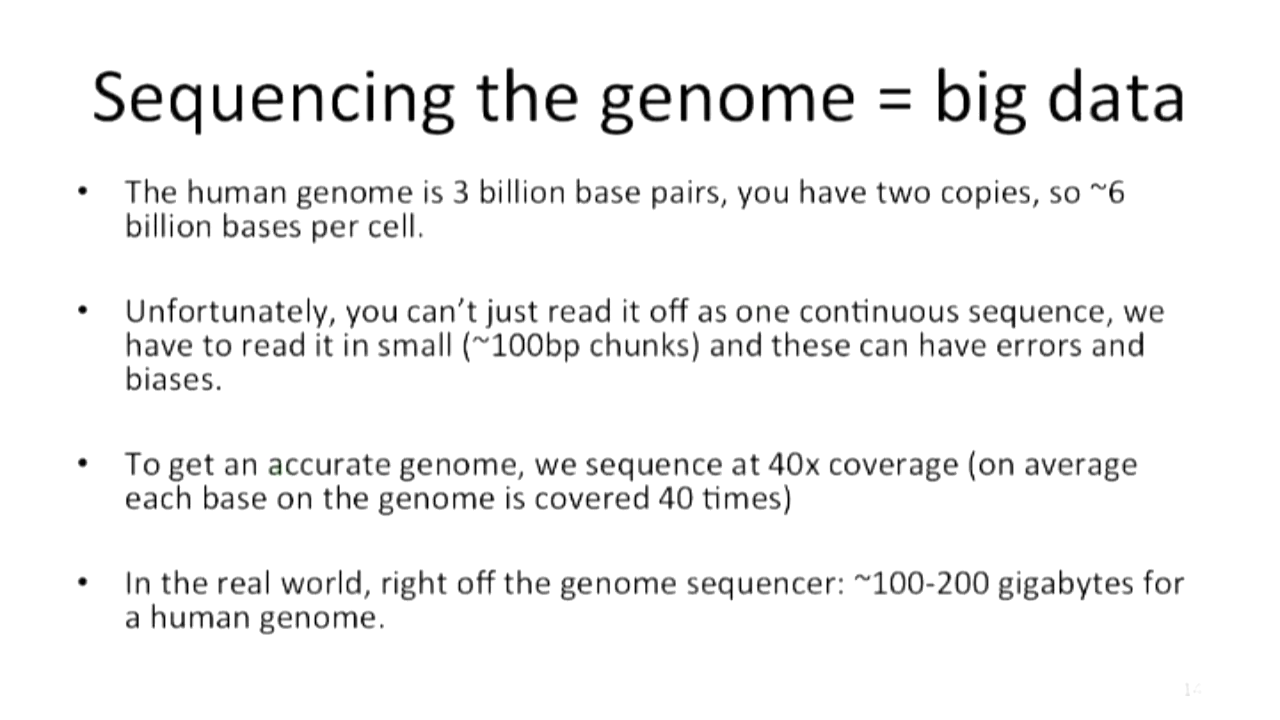 Sequencing the genome = big data
• The human genome is 3 billion base pairs, you have two copies, so ~6
billion bases per cell.
• Unfortunately, you can’t just read it off as one continuous sequence, we
have to read it in small (~100bp chunks) and these can have errors and
biases.
• To get an accurate genome, we sequence at 40x coverage (on average
each base on the genome is covered 40 times)
• In the real world, right off the genome sequencer: ~100-200 gigabytes for
a human genome.